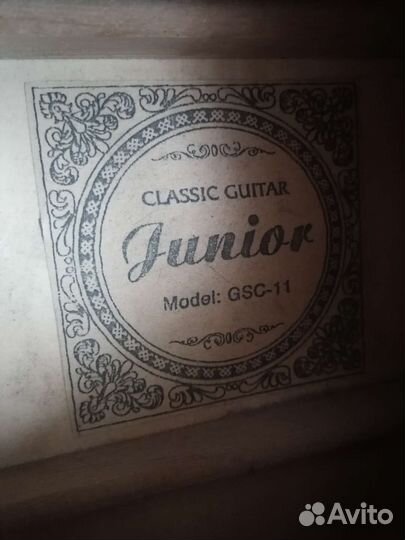 CLASSIC GUITAR
Junior
Model: GSC-11
Avito